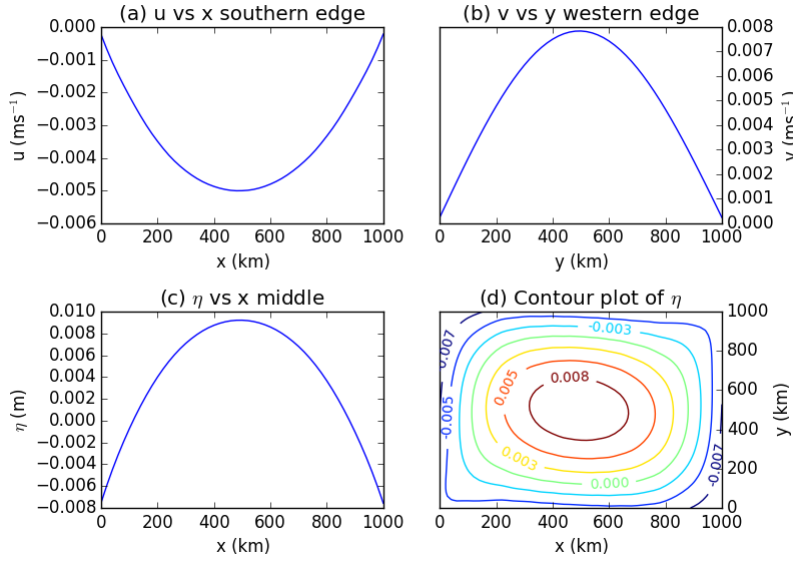 (a) u vs x southern edge
0.000
−0.001
−0.002
−0.003
−0.004
−0.005
−0.006
u (ms⁻¹)
0 200 400 600 800 1000
x (km)
(b) v vs y western edge
0.008
0.007
0.006
0.005
0.004
0.003
0.002
0.001
0.000
v (ms⁻¹)
0 200 400 600 800 1000
y (km)
(c) η vs x middle
0.010
0.008
0.006
0.004
0.002
0.000
−0.002
−0.004
−0.006
−0.008
η (m)
0 200 400 600 800 1000
x (km)
(d) Contour plot of η
1000
800
600
400
200
0
y (km)
-0.007
-0.003
0.005
0.008
-0.005
0.003
0.000
-0.007
0 200 400 600 800 1000
x (km)